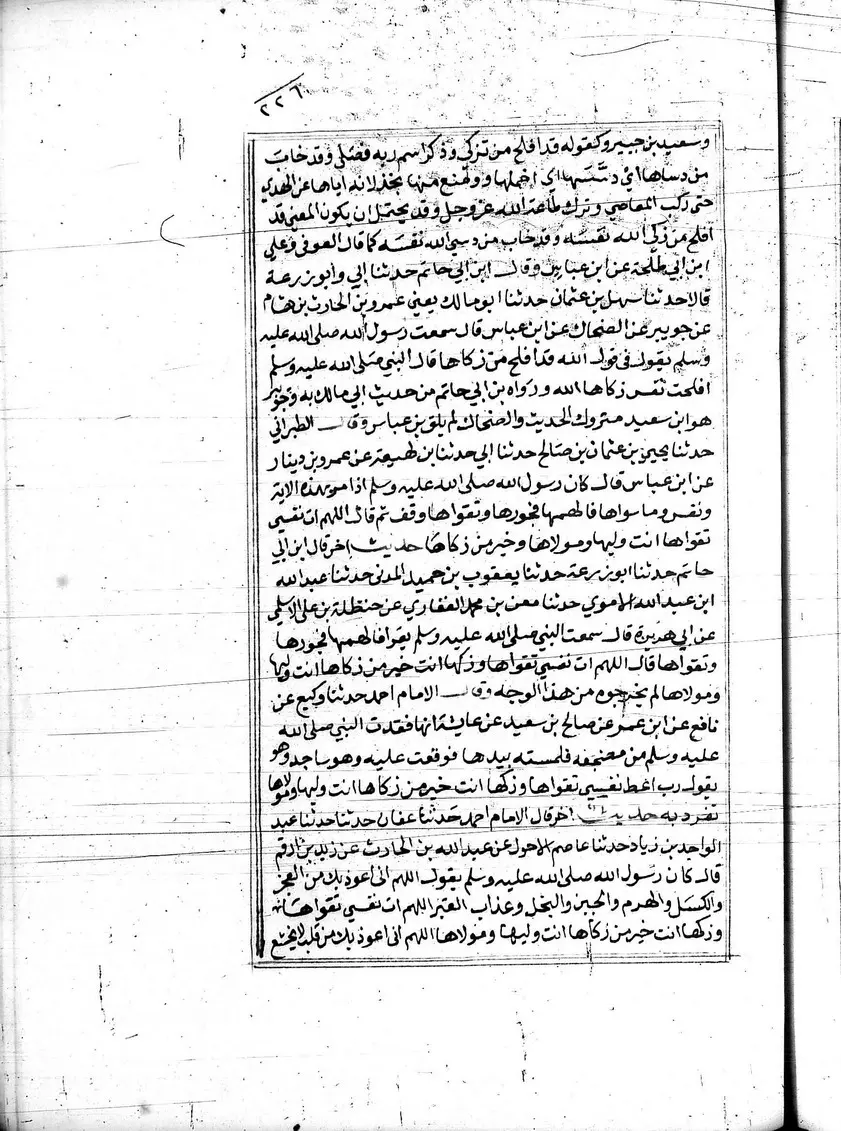 ٢٢٦
وسعيد بن جبير وكقوله قد افلح من تزكى وذكر اسم ربه فصلى وقد خاب
من دساها اي دسسها اي اخملها ووضع منها بخذلانه اياها عن الهدي
حتى ركب المعاصي وترك طاعة الله عز وجل وقد يحتمل ان يكون المعنى قد
افلح من زكى الله نفسه وقد خاب من دسي الله نفسه كما قال العوفي وعلي
ابن ابي طلحة عن ابن عباس وقال ابن ابي حاتم حدثنا ابي وابو زرعة
قالا حدثنا سهل بن عثمان حدثنا ابو مالك يعني عمرو بن الحارث بن هشام
عن جويبر عن الضحاك عن ابن عباس قال سمعت رسول الله صلى الله عليه
وسلم يقول في قول الله قد افلح من زكاها قال النبي صلى الله عليه وسلم
افلحت نفس زكاها الله ورواه بن ابي حاتم من حديث ابي مالك به وجويبر
هو ابن سعيد متروك الحديث والضحاك لم يلق بن عباس وقال الطبراني
حدثنا يحيى بن عثمان بن صالح حدثنا ابي حدثنا بن لهيعة عن عمرو بن دينار
عن ابن عباس قال كان رسول الله صلى الله عليه وسلم اذا مر بهذه الاية
ونفس وما سواها فالهمها فجورها وتقواها وقف ثم قال اللهم ات نفسي
تقواها انت وليها ومولاها وخير من زكاها حديث اخر قال ابن ابي
حاتم حدثنا ابو زرعة حدثنا يعقوب بن حميد المدني حدثنا عبد الله
ابن عبد الله الاموي حدثنا معن بن محمد الغفاري عن حنظلة بن علي الاسلمي
عن ابي هريرة قال سمعت النبي صلى الله عليه وسلم يقرا فالهمها فجورها
وتقواها قال اللهم ات نفسي تقواها وزكها انت خير من زكاها انت وليها
ومولاها لم يخرجوه من هذا الوجه وقال الامام احمد حدثنا وكيع عن
نافع عن ابن عمر عن صالح بن سعيد عن عايشة انها فقدت النبي صلى الله
عليه وسلم من مضجعه فلمسته بيدها فوقعت عليه وهو ساجد وهو
يقول رب اعط نفسي تقواها وزكها انت خير من زكاها انت وليها ومولاها
تفرد به حديث اخر قال الامام احمد حدثنا عفان حدثنا حدثنا عبد
الواحد بن زياد حدثنا عاصم الاحول عن عبد الله بن الحارث عن زيد بن ارقم
قال كان رسول الله صلى الله عليه وسلم يقول اللهم اني اعوذ بك من العجز
والكسل والهرم والجبن والبخل وعذاب القبر اللهم ات نفسي تقواها
وزكها انت خير من زكاها انت وليها ومولاها اللهم اني اعوذ بك من قلب لا يخشع